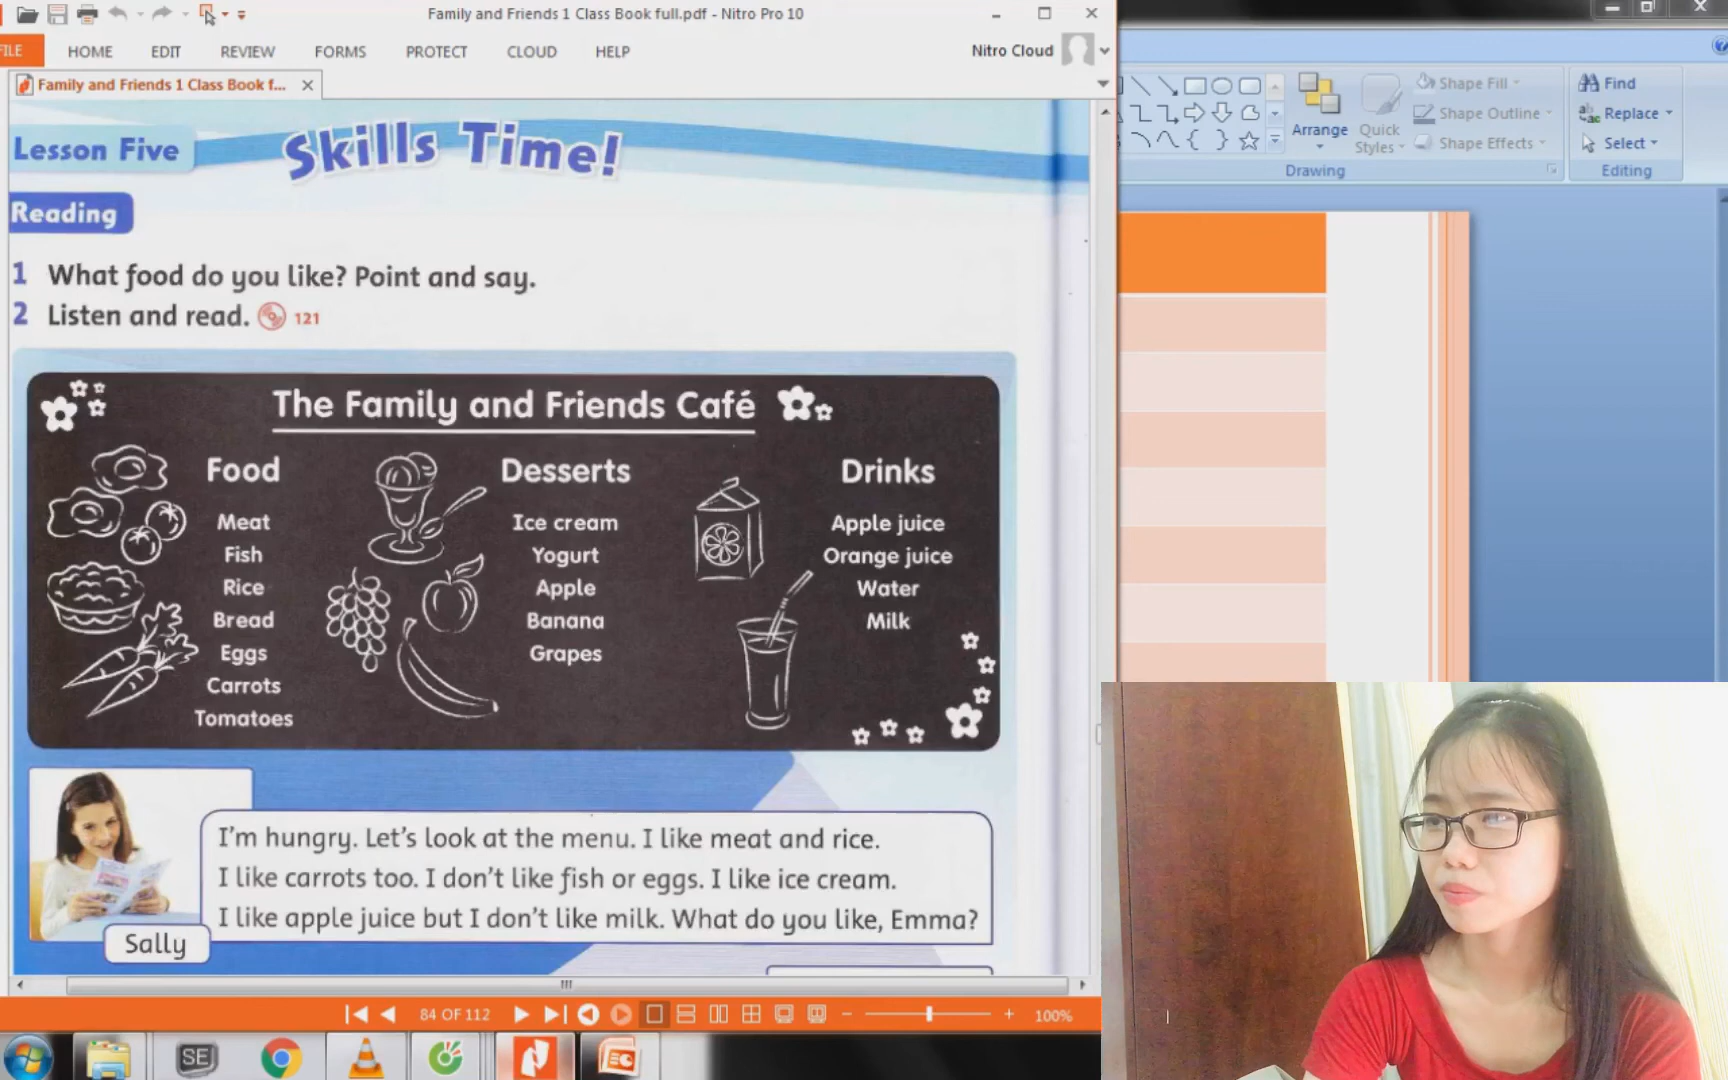 Family and Friends 1 Class Book full.pdf - Nitro Pro 10
FILE HOME EDIT REVIEW FORMS PROTECT CLOUD HELP Nitro Cloud
Family and Friends 1 Class Book f...
Shape Fill
Shape Outline
Shape Effects
Arrange
Quick Styles
Find
Replace
Select
Drawing
Editing
Lesson Five
Skills Time!
Reading
1 What food do you like? Point and say.
2 Listen and read. 121
The Family and Friends Café
Food
Meat
Fish
Rice
Bread
Eggs
Carrots
Tomatoes
Desserts
Ice cream
Yogurt
Apple
Banana
Grapes
Drinks
Apple juice
Orange juice
Water
Milk
I'm hungry. Let's look at the menu. I like meat and rice.
I like carrots too. I don't like fish or eggs. I like ice cream.
I like apple juice but I don't like milk. What do you like, Emma?
Sally
84 OF 112
100%
SE